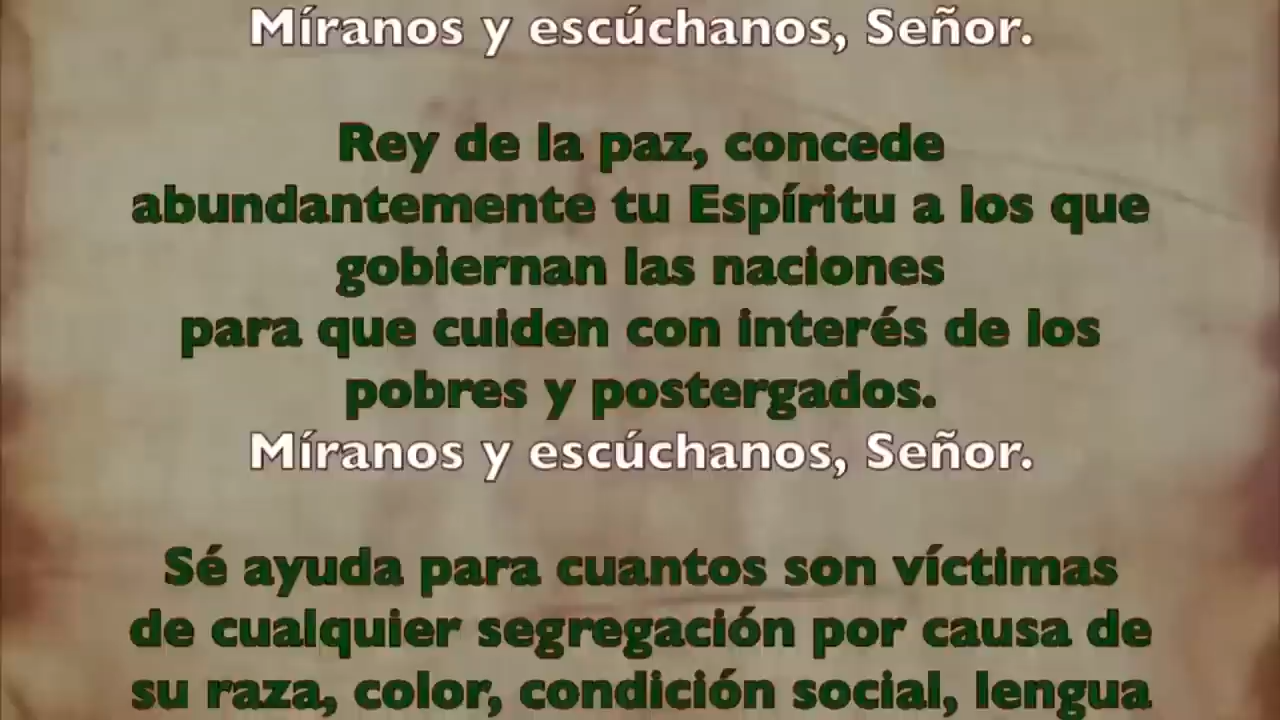 Míranos y escúchanos, Señor.
Rey de la paz, concede
abundantemente tu Espíritu a los que
gobiernan las naciones
para que cuiden con interés de los
pobres y postergados.
Míranos y escúchanos, Señor.
Sé ayuda para cuantos son víctimas
de cualquier segregación por causa de
su raza, color, condición social, lengua